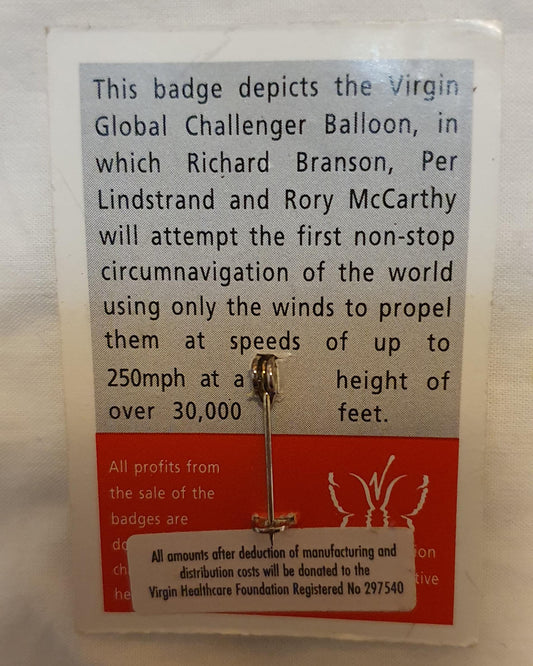 This badge depicts the Virgin
Global Challenger Balloon, in
which Richard Branson, Per
Lindstrand and Rory McCarthy
will attempt the first non-stop
circumnavigation of the world
using only the winds to propel
them at speeds of up to
250mph at a height of
over 30,000 feet.
All profits from
the sale of the
badges are
All amounts after deduction of manufacturing and
distribution costs will be donated to the
Virgin Healthcare Foundation Registered No 297540